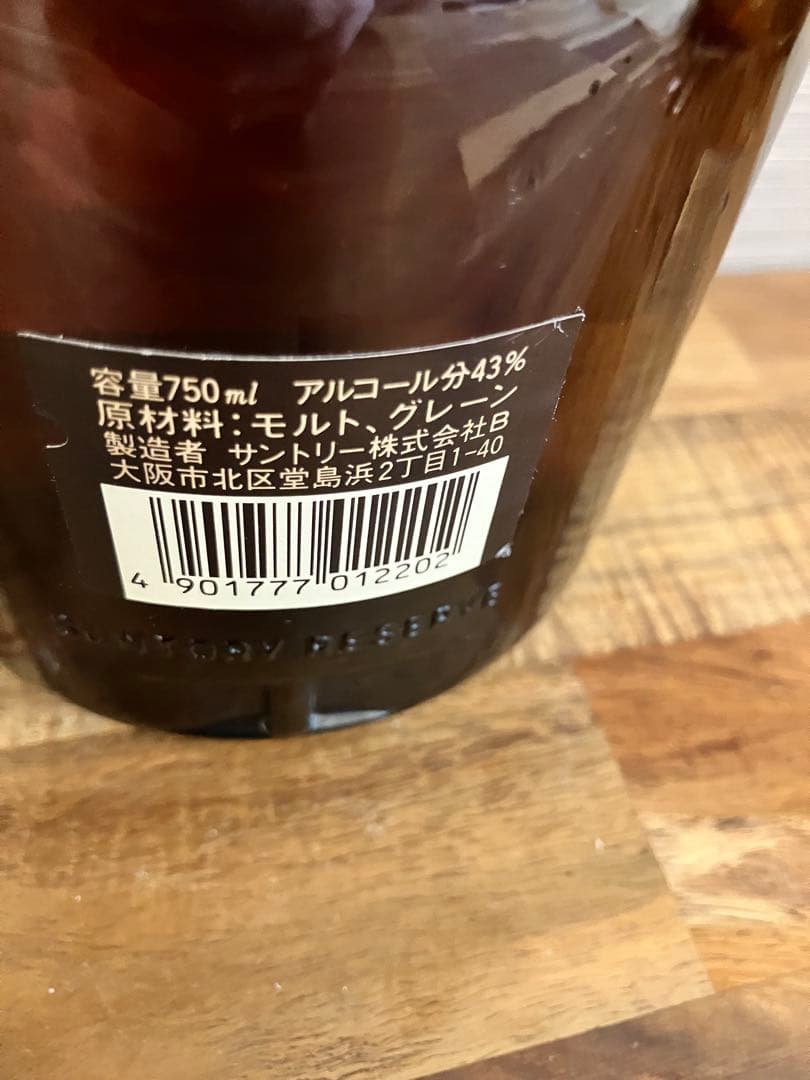 容量750ml アルコール分43%
原材料:モルト、グレーン
製造者 サントリー株式会社B
大阪市北区堂島浜2丁目1-40
4 901777 012202
SUNTORY RESERVE